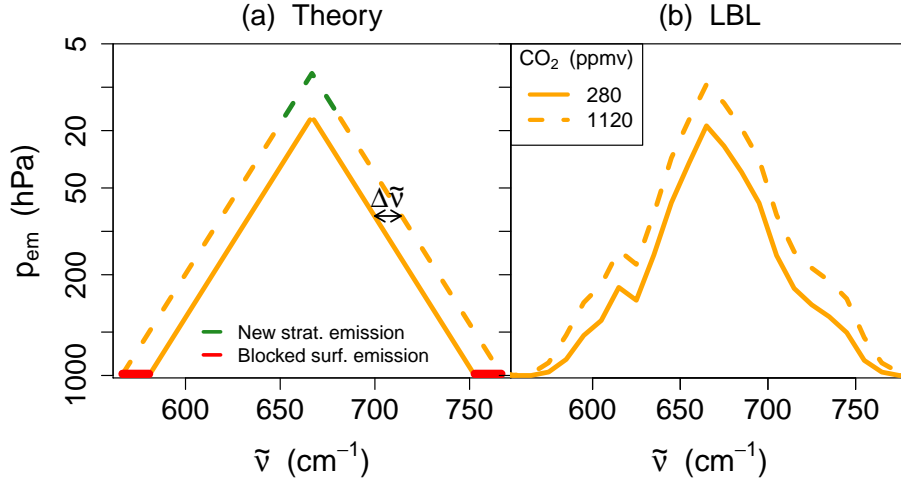 (a) Theory
(b) LBL
5
20
50
200
1000
p_em (hPa)
Δν̃
New strat. emission
Blocked surf. emission
CO₂ (ppmv)
280
1120
600 650 700 750
600 650 700 750
ν̃ (cm⁻¹)
ν̃ (cm⁻¹)